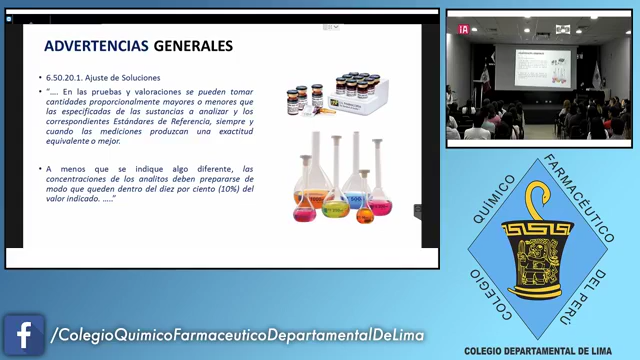 ADVERTENCIAS GENERALES
6.50.20.1. Ajuste de Soluciones
“.... En las pruebas y valoraciones se pueden tomar
cantidades proporcionalmente mayores o menores que
las especificadas de las sustancias a analizar y los
correspondientes Estándares de Referencia, siempre y
cuando las mediciones produzcan una exactitud
equivalente o mejor.
A menos que se indique algo diferente, las
concentraciones de los analitos deben prepararse de
modo que queden dentro del diez por ciento (10%) del
valor indicado. .....”
COLEGIO QUÍMICO FARMACÉUTICO DEL PERÚ
COLEGIO DEPARTAMENTAL DE LIMA
f /ColegioQuimicoFarmaceuticoDepartamentalDeLima